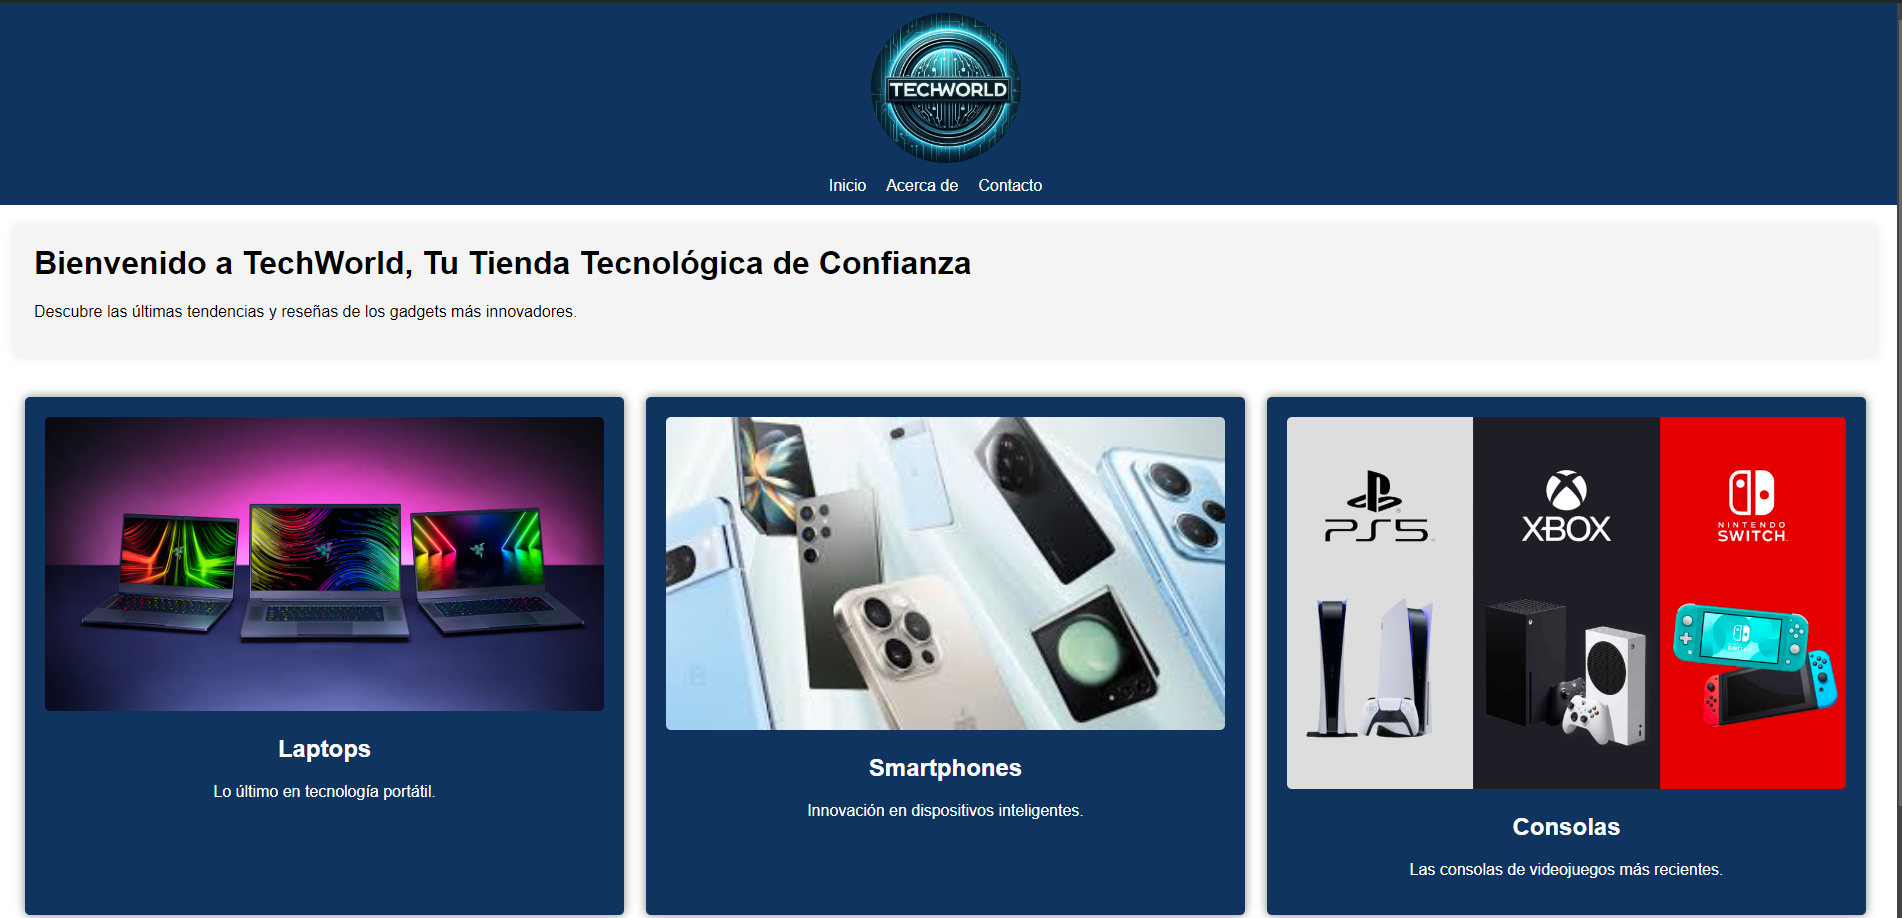 TECHWORLD
Inicio Acerca de Contacto
Bienvenido a TechWorld, Tu Tienda Tecnológica de Confianza
Descubre las últimas tendencias y reseñas de los gadgets más innovadores.
PS5
XBOX
NINTENDO
SWITCH
Laptops
Lo último en tecnología portátil.
Smartphones
Innovación en dispositivos inteligentes.
Consolas
Las consolas de videojuegos más recientes.